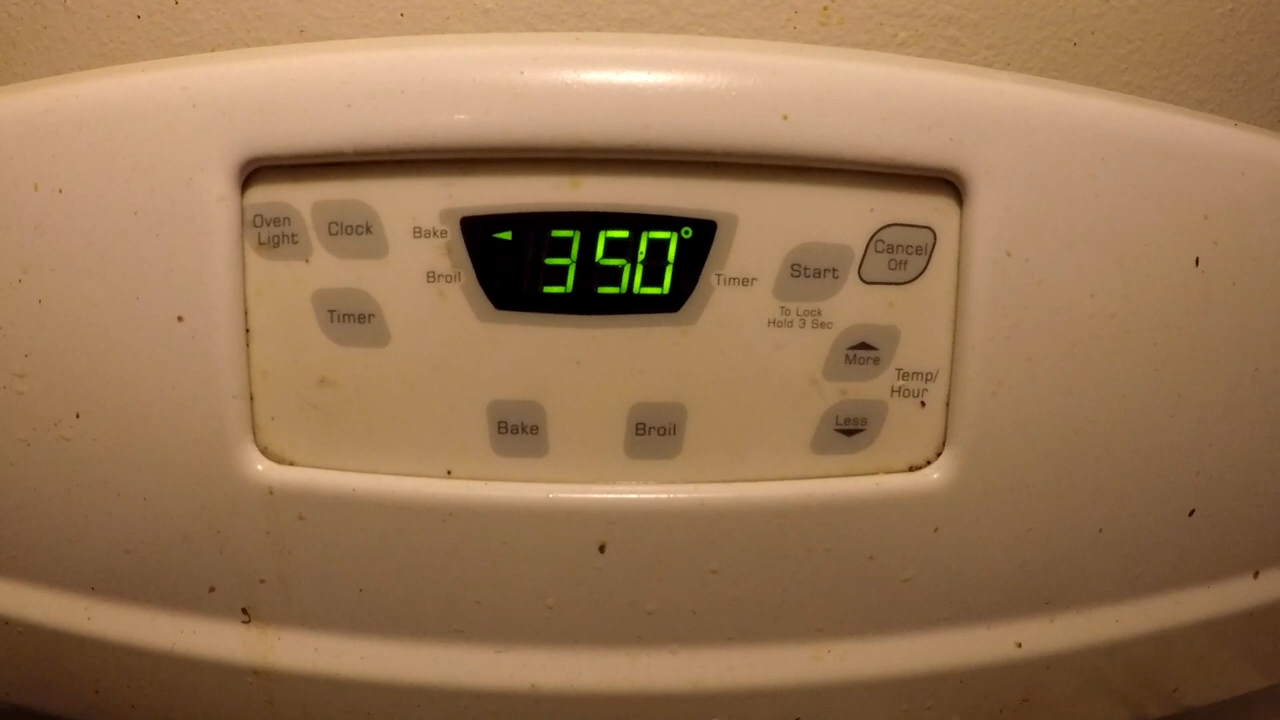 Oven
Light
Clock
Timer
Bake
Broil
350°
Timer
Start
To Lock
Hold 3 Sec
Cancel
Off
More
Temp/
Hour
Less
Bake
Broil